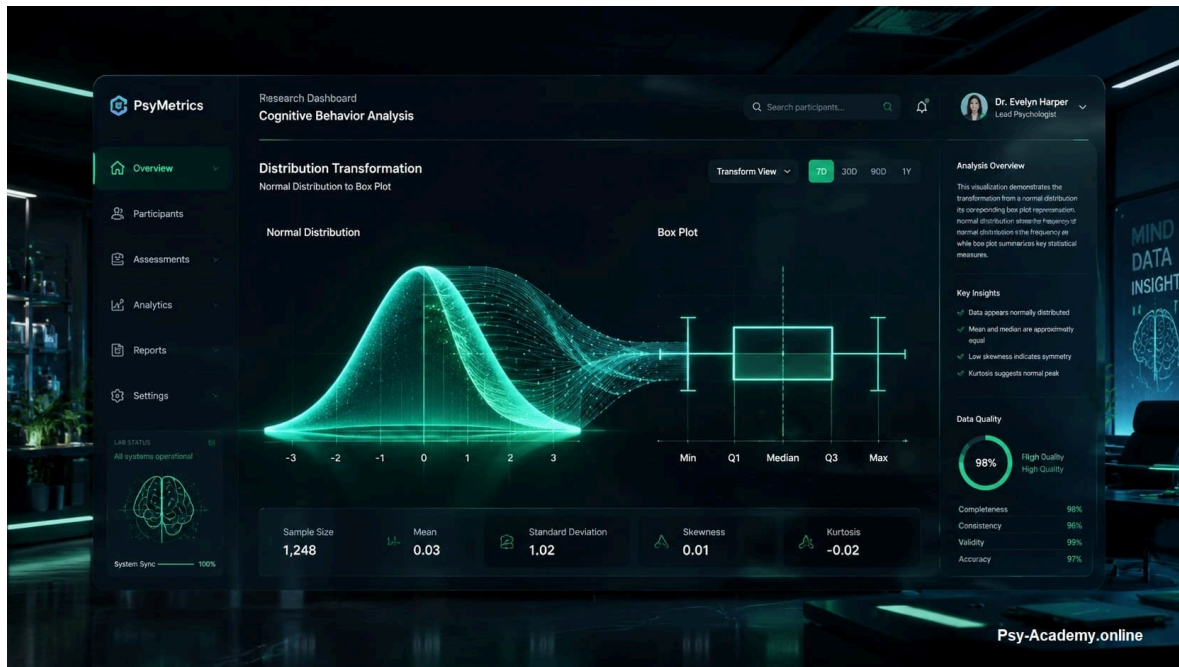 PsyMetrics
Research Dashboard
Cognitive Behavior Analysis
Search participants...
Dr. Evelyn Harper
Lead Psychologist
Overview
Participants
Assessments
Analytics
Reports
Settings
LAB STATUS
All systems operational
System Sync 100%
Distribution Transformation
Normal Distribution to Box Plot
Transform View
7D 30D 90D 1Y
Normal Distribution
Box Plot
-3 -2 -1 0 1 2 3
Min Q1 Median Q3 Max
Sample Size
1,248
Mean
0.03
Standard Deviation
1.02
Skewness
0.01
Kurtosis
-0.02
Analysis Overview
This visualization demonstrates the
transformation from a normal distribution
its box plot
normal distribution
normal the frequency
while box plot summarizes key statistical
measures.
Key Insights
Data appears normally distributed
Mean and median are
equal
Low skewness indicates symmetry
Kurtosis suggests normal peak
Data Quality
98%
High Quality
High Quality
Completeness 98%
Consistency 96%
Validity 99%
Accuracy 97%
MIND
DATA
INSIGHT
Psy-Academy.online